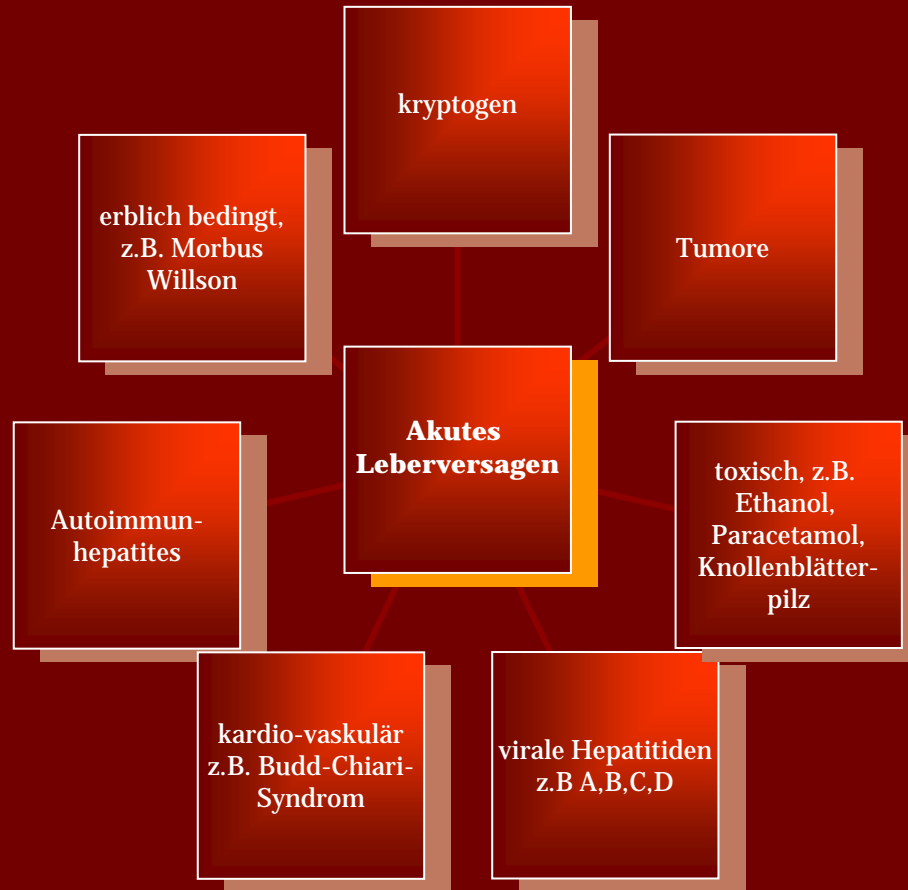 kryptogen
erblich bedingt,
z.B. Morbus
Willson
Tumore
Akutes
Leberversagen
Autoimmun-
hepatites
toxisch, z.B.
Ethanol,
Paracetamol,
Knollenblätter-
pilz
kardio-vaskulär
z.B. Budd-Chiari-
Syndrom
virale Hepatitiden
z.B A,B,C,D